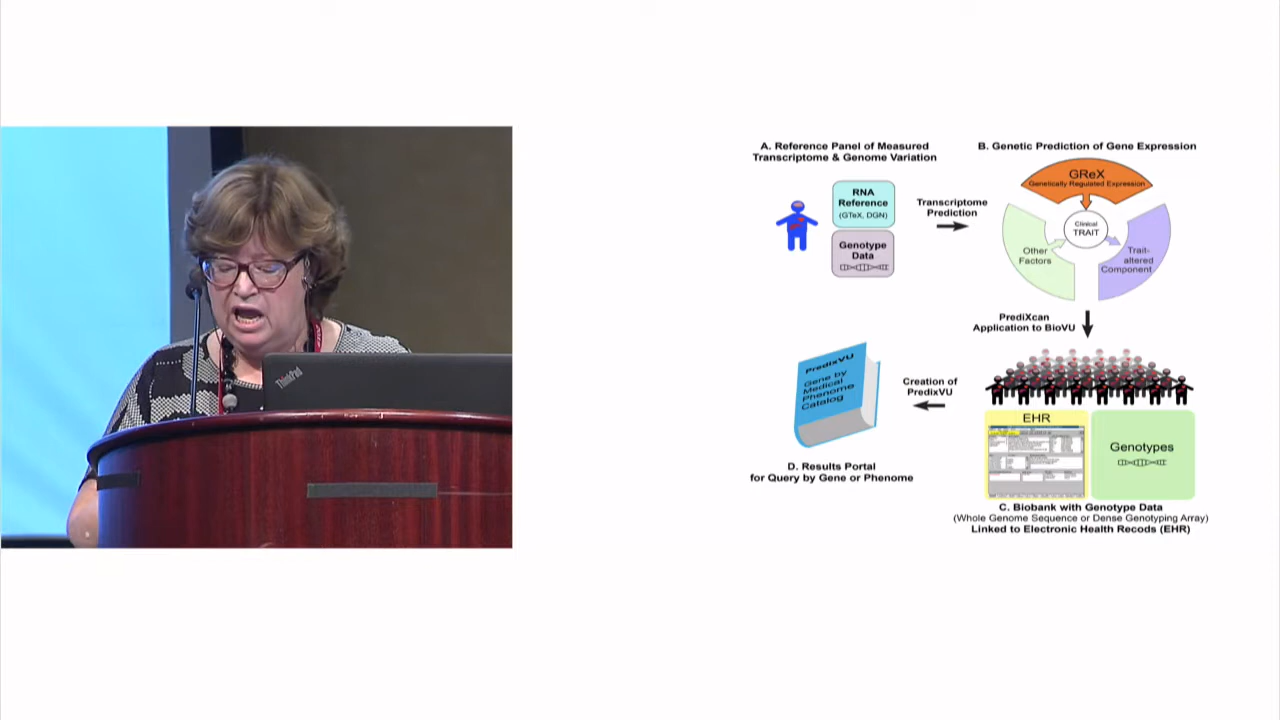 ThinkPad
A. Reference Panel of Measured
Transcriptome & Genome Variation
RNA
Reference
(GTeX, DGN)
Genotype
Data
Transcriptome
Prediction
B. Genetic Prediction of Gene Expression
GReX
Genetically Regulated Expression
Clinical
TRAIT
Other
Factors
Trait-
altered
Component
PrediXcan
Application to BioVU
EHR
Genotypes
C. Biobank with Genotype Data
(Whole Genome Sequence or Dense Genotyping Array)
Linked to Electronic Health Recods (EHR)
Creation of
PredixVU
PredixVU
Gene by
Medical
Phenome
Catalog
D. Results Portal
for Query by Gene or Phenome